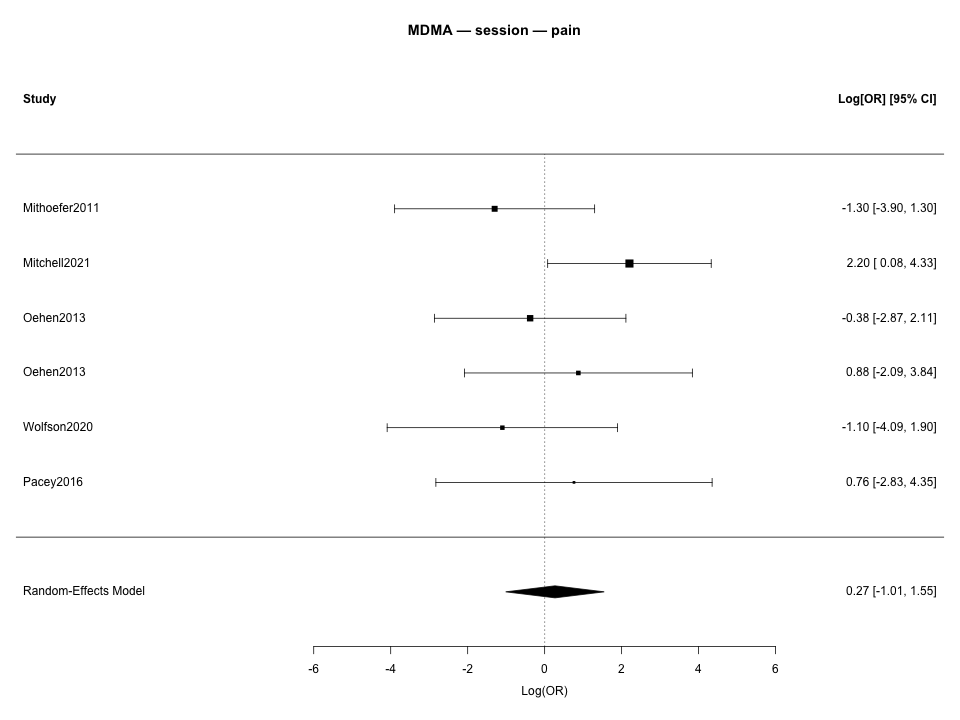 MDMA — session — pain
Study Log[OR] [95% CI]
Mithoefer2011 -1.30 [-3.90, 1.30]
Mitchell2021 2.20 [ 0.08, 4.33]
Oehen2013 -0.38 [-2.87, 2.11]
Oehen2013 0.88 [-2.09, 3.84]
Wolfson2020 -1.10 [-4.09, 1.90]
Pacey2016 0.76 [-2.83, 4.35]
Random-Effects Model 0.27 [-1.01, 1.55]
-6 -4 -2 0 2 4 6
Log(OR)